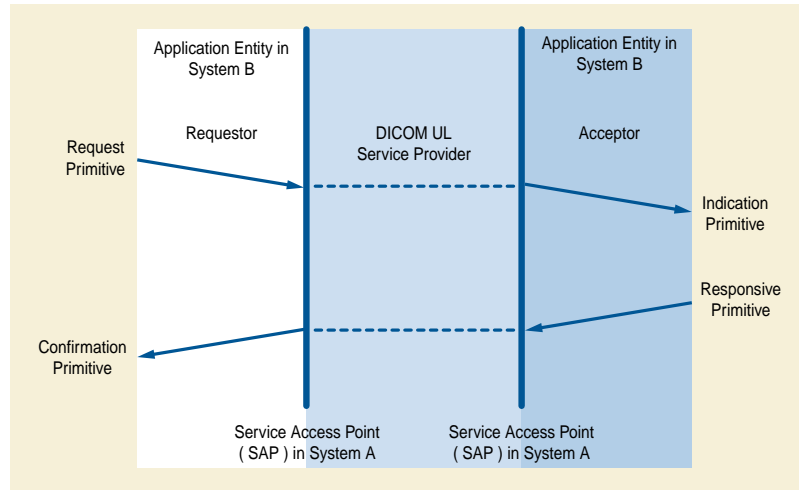 Application Entity in
System B
Application Entity in
System B
Requestor
DICOM UL
Service Provider
Acceptor
Request
Primitive
Indication
Primitive
Responsive
Primitive
Confirmation
Primitive
Service Access Point
( SAP ) in System A
Service Access Point
( SAP ) in System A